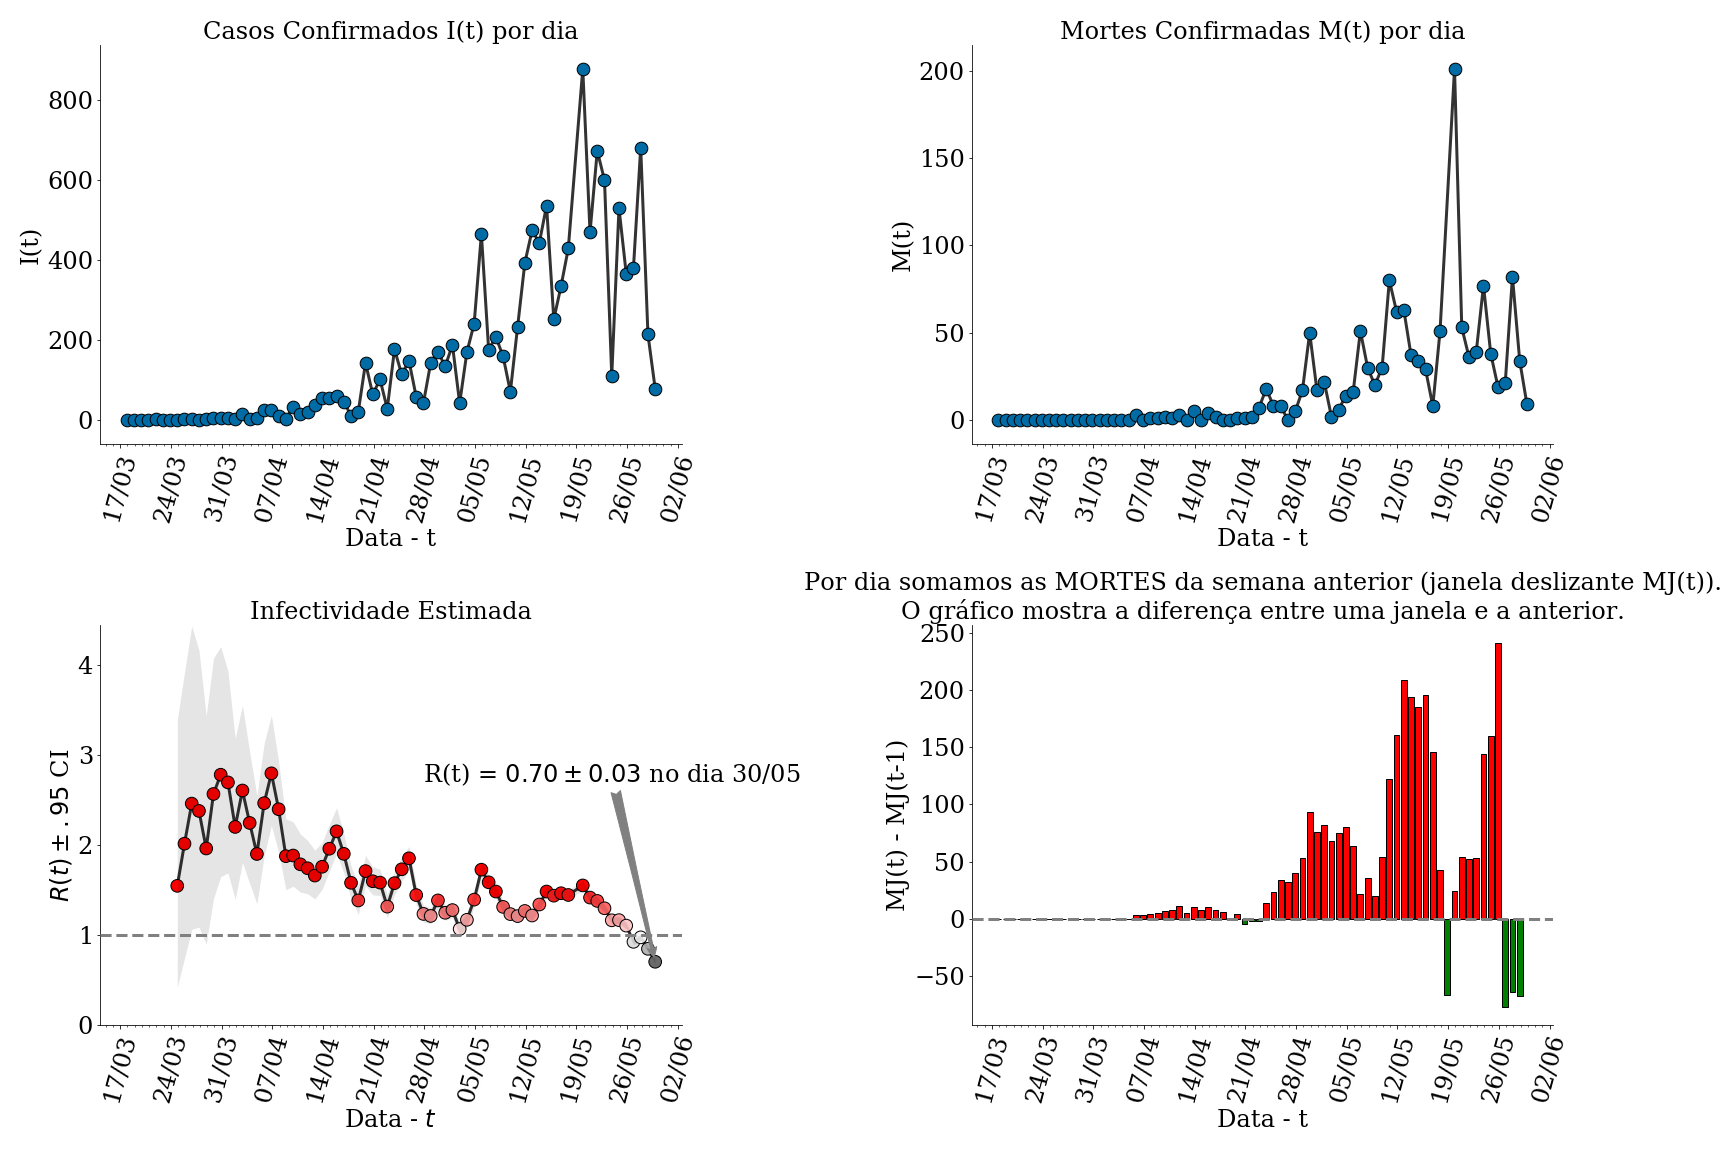 Casos Confirmados I(t) por dia
I(t)
800
600
400
200
0
17/03 24/03 31/03 07/04 14/04 21/04 28/04 05/05 12/05 19/05 26/05 02/06
Data - t
Mortes Confirmadas M(t) por dia
M(t)
200
150
100
50
0
17/03 24/03 31/03 07/04 14/04 21/04 28/04 05/05 12/05 19/05 26/05 02/06
Data - t
Infectividade Estimada
R(t) ± .95 CI
4
3
2
1
0
R(t) = 0.70 ± 0.03 no dia 30/05
17/03 24/03 31/03 07/04 14/04 21/04 28/04 05/05 12/05 19/05 26/05 02/06
Data - t
Por dia somamos as MORTES da semana anterior (janela deslizante MJ(t)).
O gráfico mostra a diferença entre uma janela e a anterior.
MJ(t) - MJ(t-1)
250
200
150
100
50
0
−50
17/03 24/03 31/03 07/04 14/04 21/04 28/04 05/05 12/05 19/05 26/05 02/06
Data - t